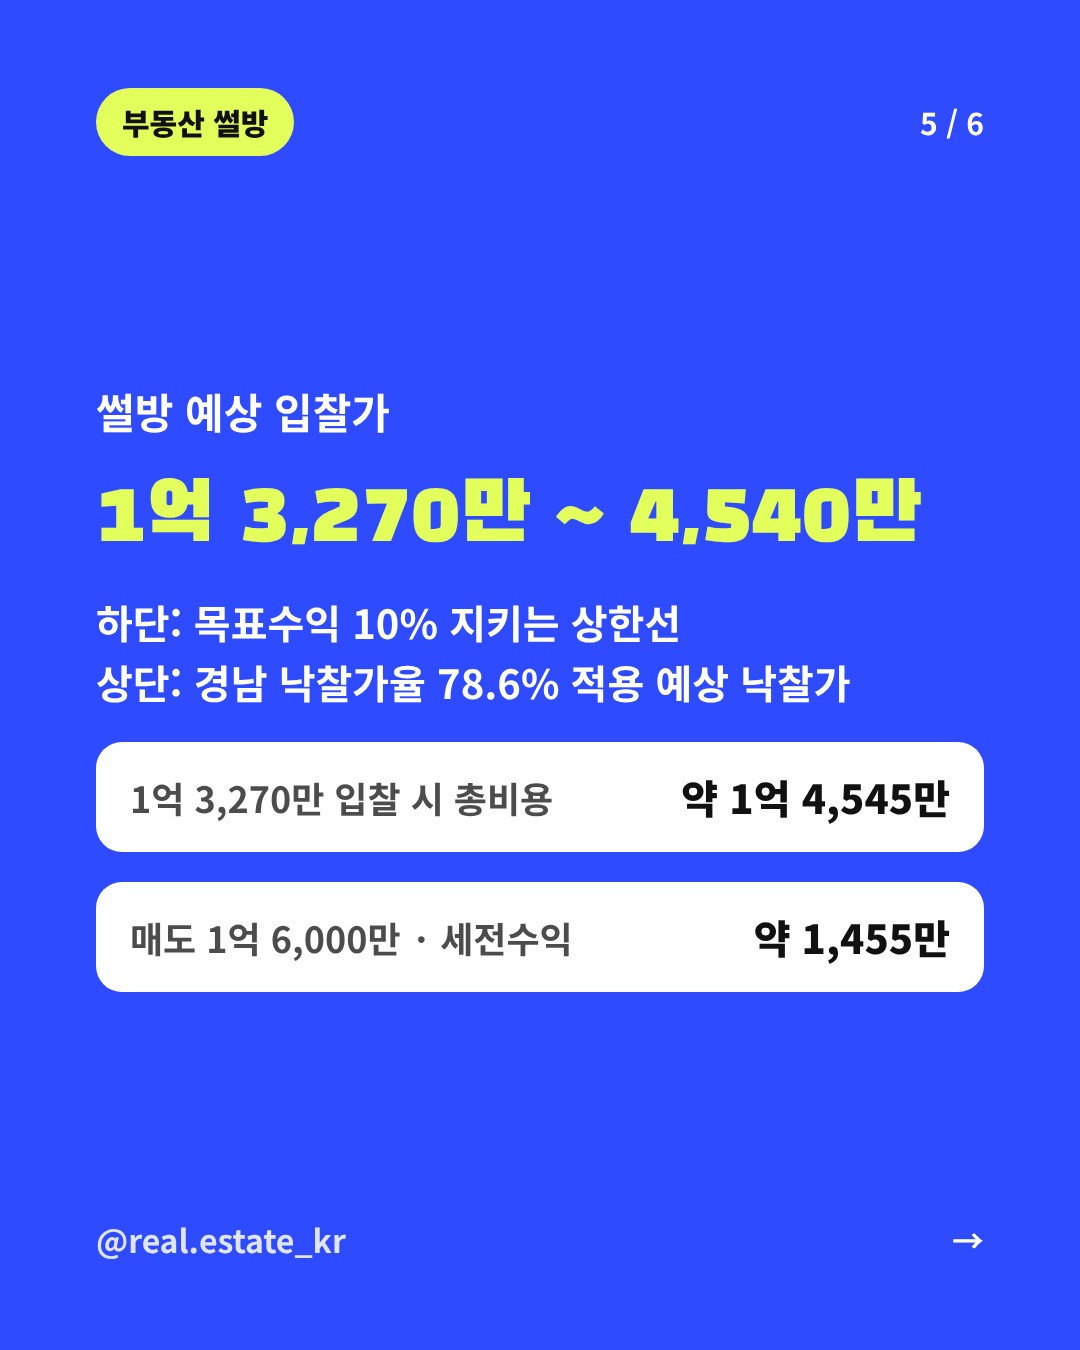 부동산 썰방
5 / 6
썰방 예상 입찰가
1억 3,270만 ~ 4,540만
하단: 목표수익 10% 지키는 상한선
상단: 경남 낙찰가율 78.6% 적용 예상 낙찰가
1억 3,270만 입찰 시 총비용 약 1억 4,545만
매도 1억 6,000만 · 세전수익 약 1,455만
@real.estate_kr →